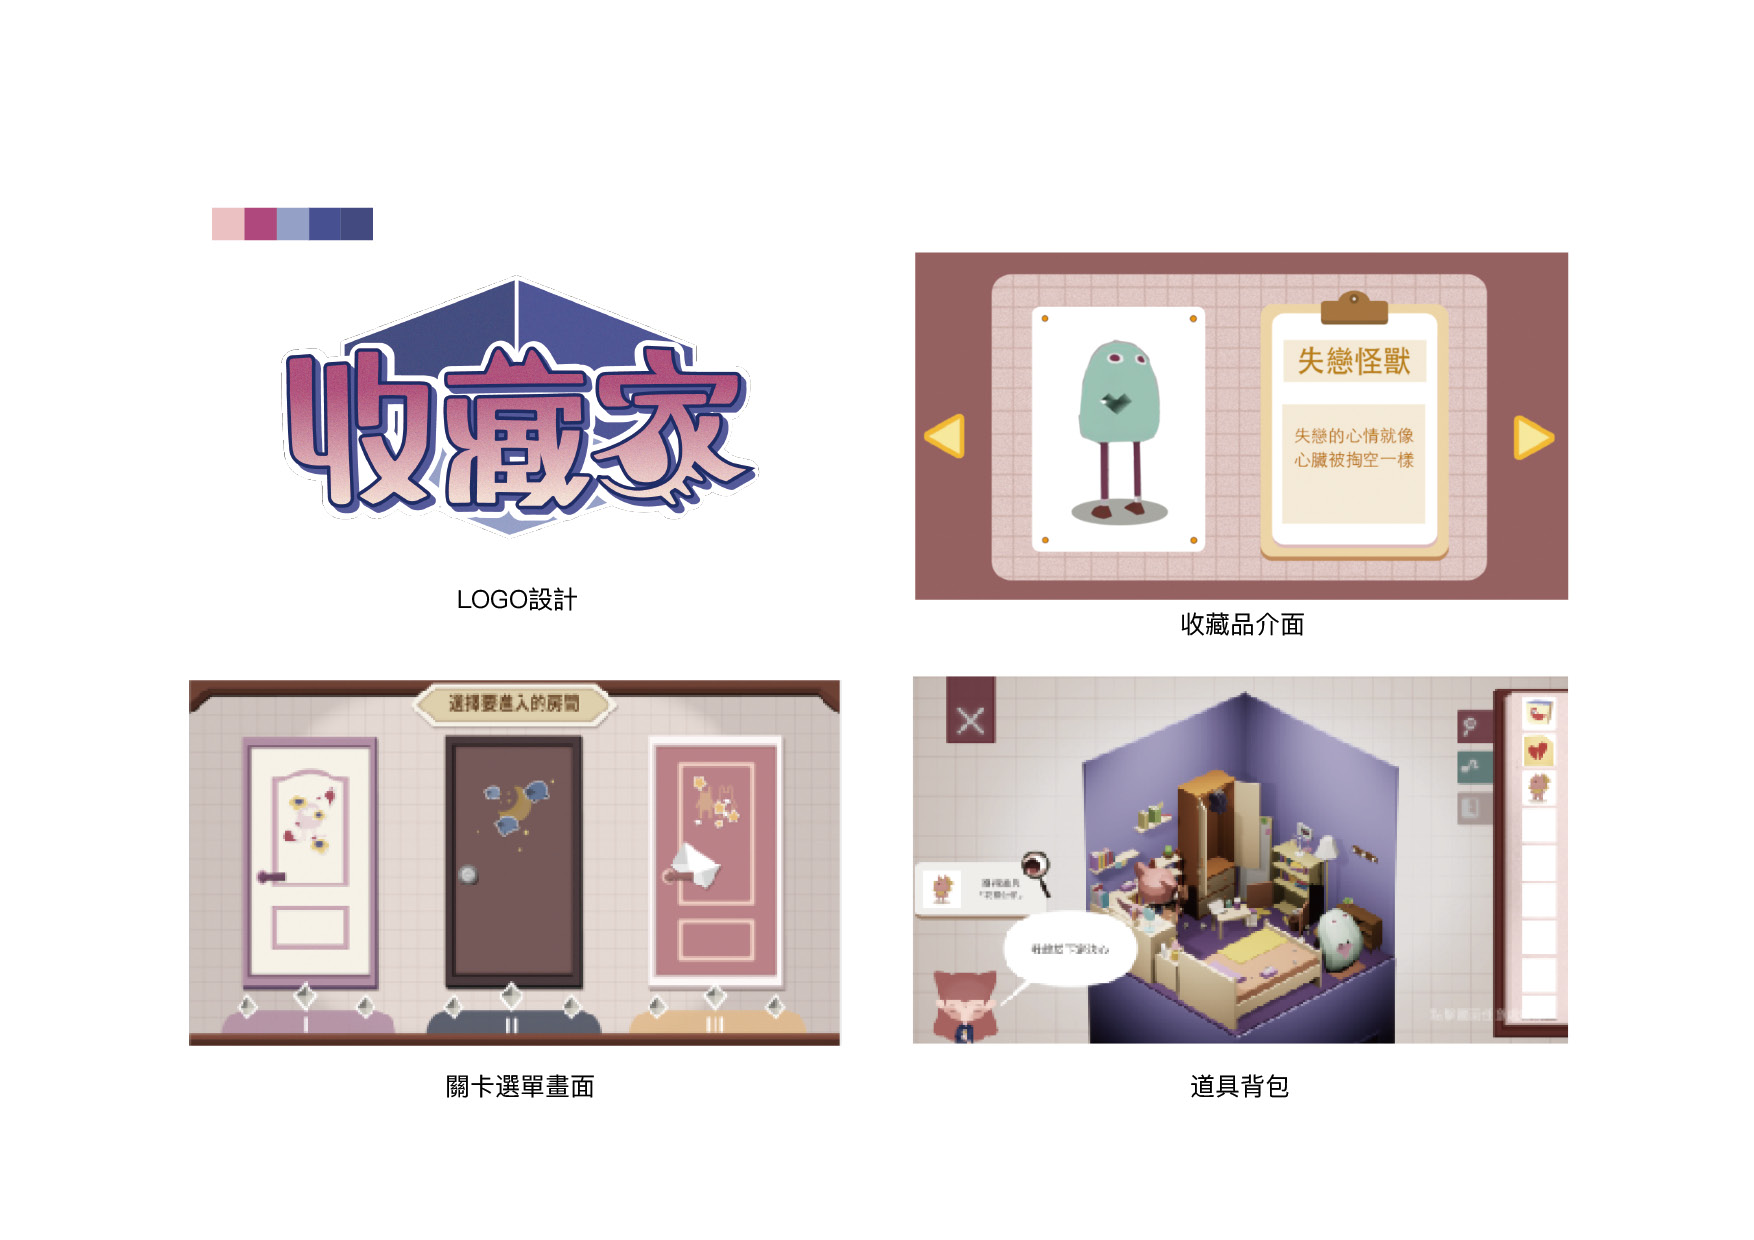 收藏家
LOGO設計
失戀怪獸
失戀的心情就像
心臟被掏空一樣
收藏品介面
選擇要進入的房間
I
II
III
關卡選單畫面
道具背包